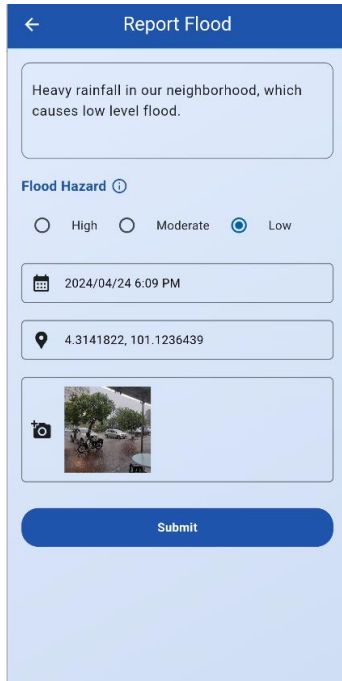 Report Flood
Heavy rainfall in our neighborhood, which
causes low level flood.
Flood Hazard
High Moderate Low
2024/04/24 6:09 PM
4.3141822, 101.1236439
Submit